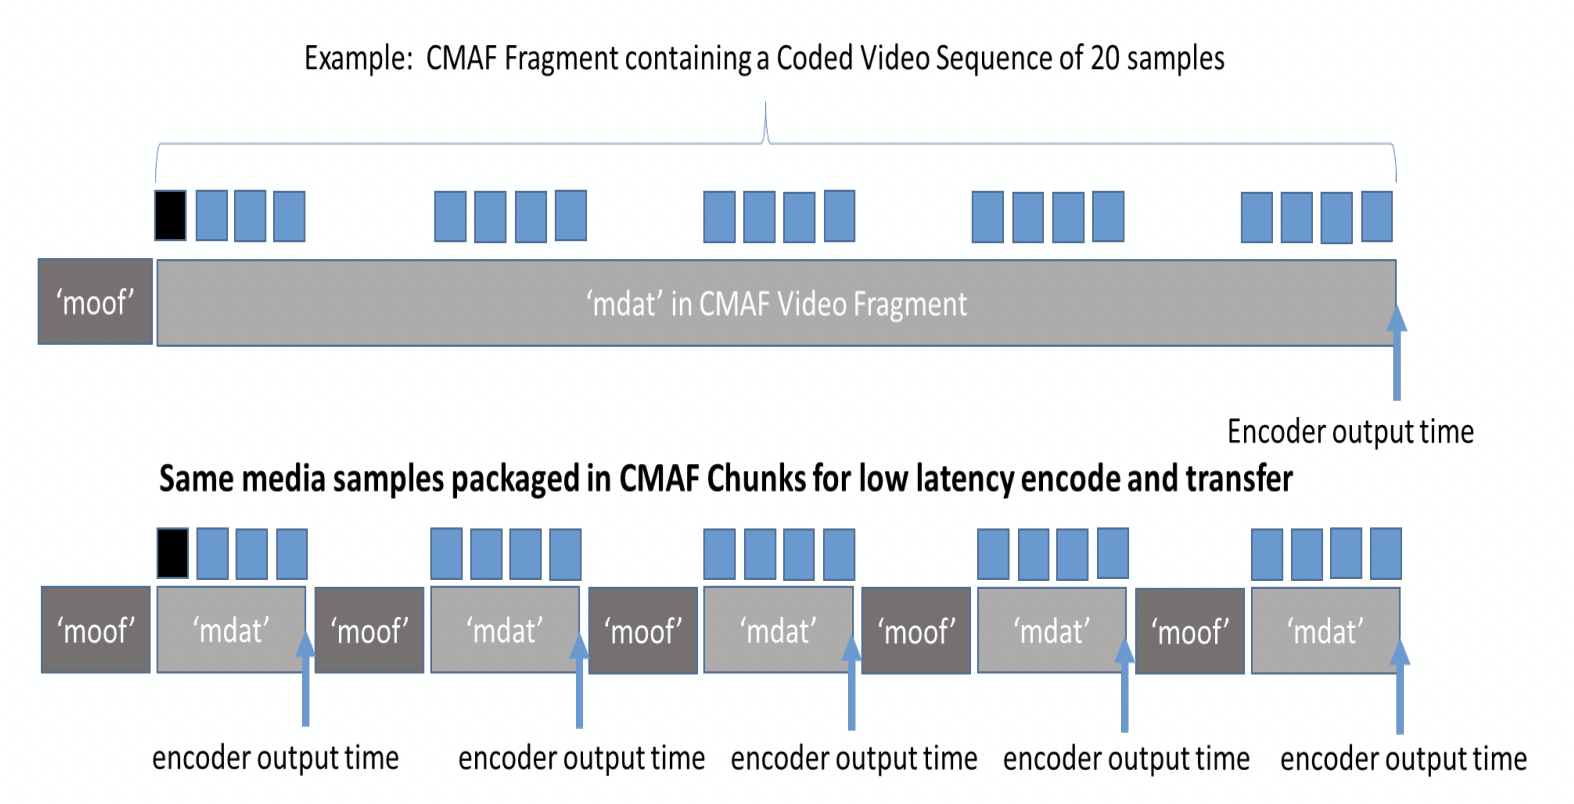 Example:  CMAF Fragment containing a Coded Video Sequence of 20 samples
‘moof’ ‘mdat’ in CMAF Video Fragment
Encoder output time
Same media samples packaged in CMAF Chunks for low latency encode and transfer
‘moof’ ‘mdat’ ‘moof’ ‘mdat’ ‘moof’ ‘mdat’ ‘moof’ ‘mdat’ ‘moof’ ‘mdat’
encoder output time encoder output time encoder output time encoder output time encoder output time